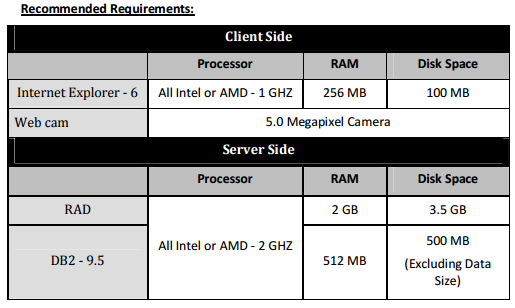 Recommended Requirements:
Client Side
Processor RAM Disk Space
Internet Explorer - 6 All Intel or AMD - 1 GHZ 256 MB 100 MB
Web cam 5.0 Megapixel Camera
Server Side
Processor RAM Disk Space
RAD 2 GB 3.5 GB
All Intel or AMD - 2 GHZ
DB2 - 9.5 512 MB 500 MB
(Excluding Data
Size)